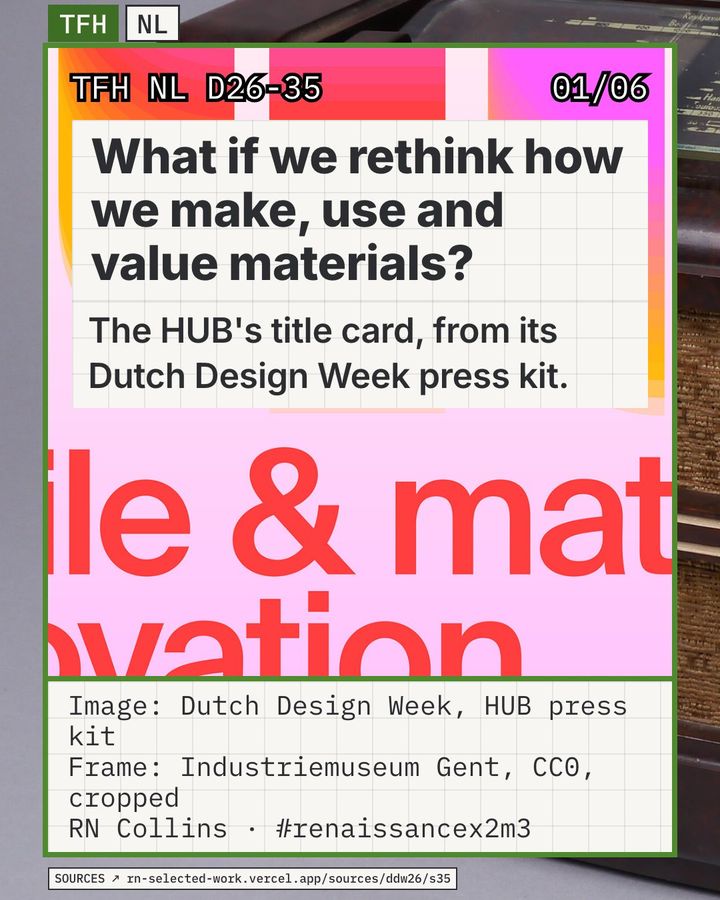 TFH NL
TFH NL D26-35 01/06
What if we rethink how
we make, use and
value materials?
The HUB's title card, from its
Dutch Design Week press kit.
ile & mat
ovation
Image: Dutch Design Week, HUB press
kit
Frame: Industriemuseum Gent, CC0,
cropped
RN Collins · #renaissancex2m3
SOURCES ↗ rn-selected-work.vercel.app/sources/ddw26/s35